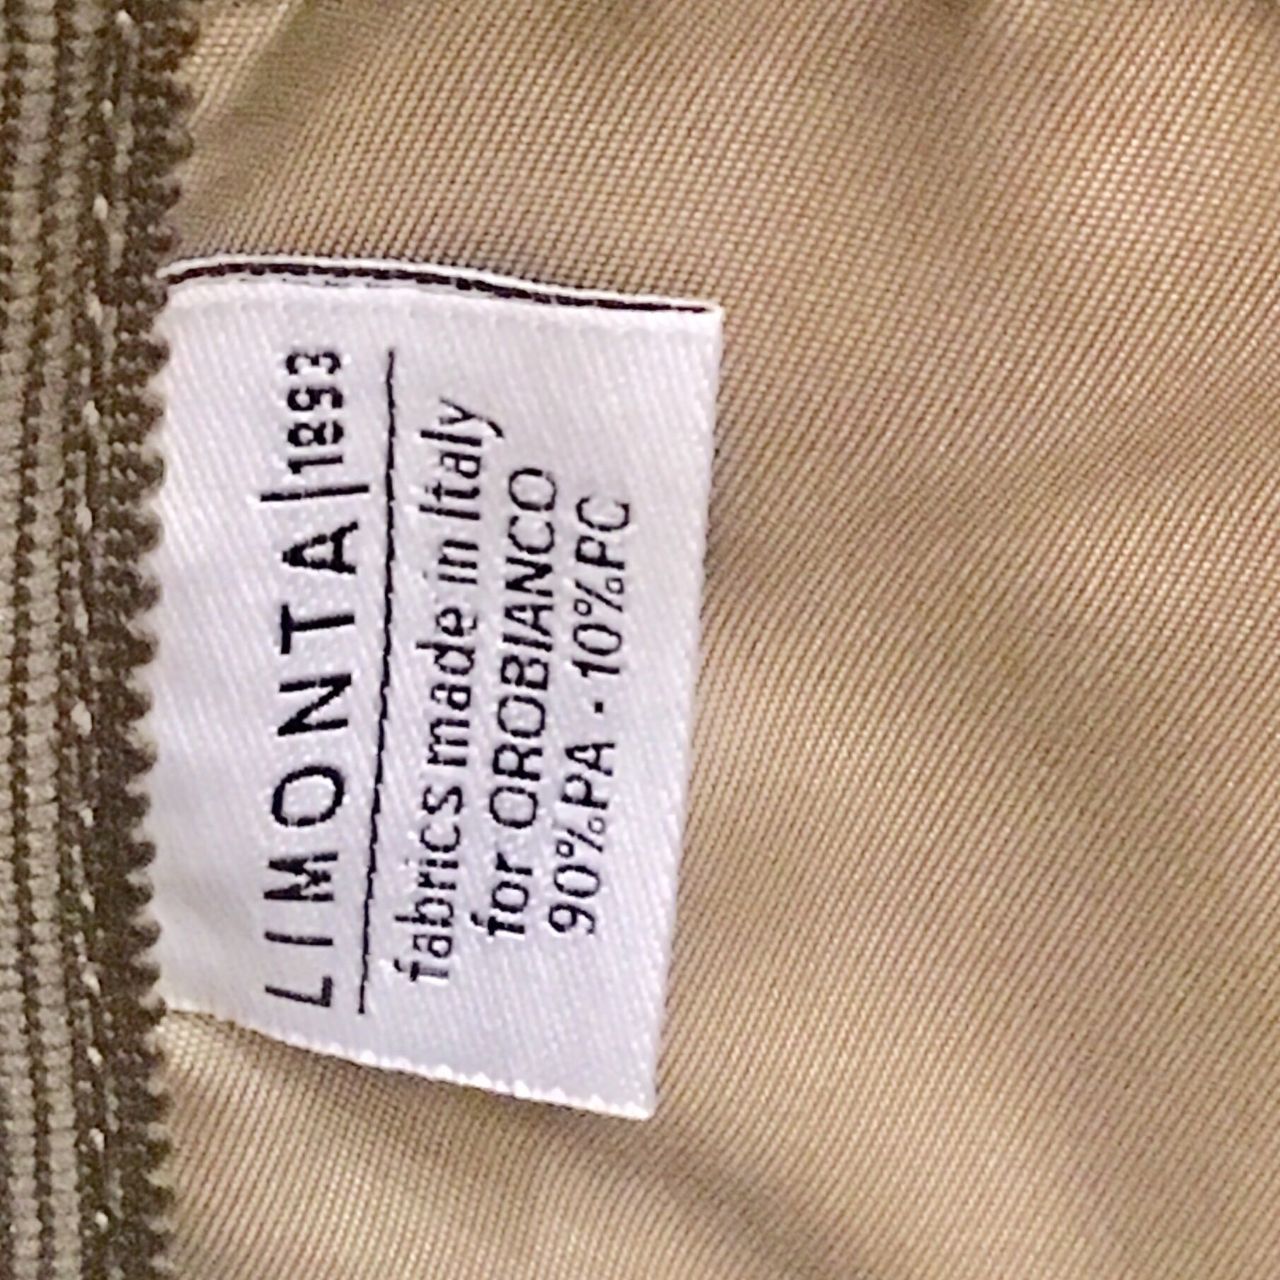 LIMONTA|1893
fabrics made in Italy
for OROBIANCO
90%PA - 10%PC